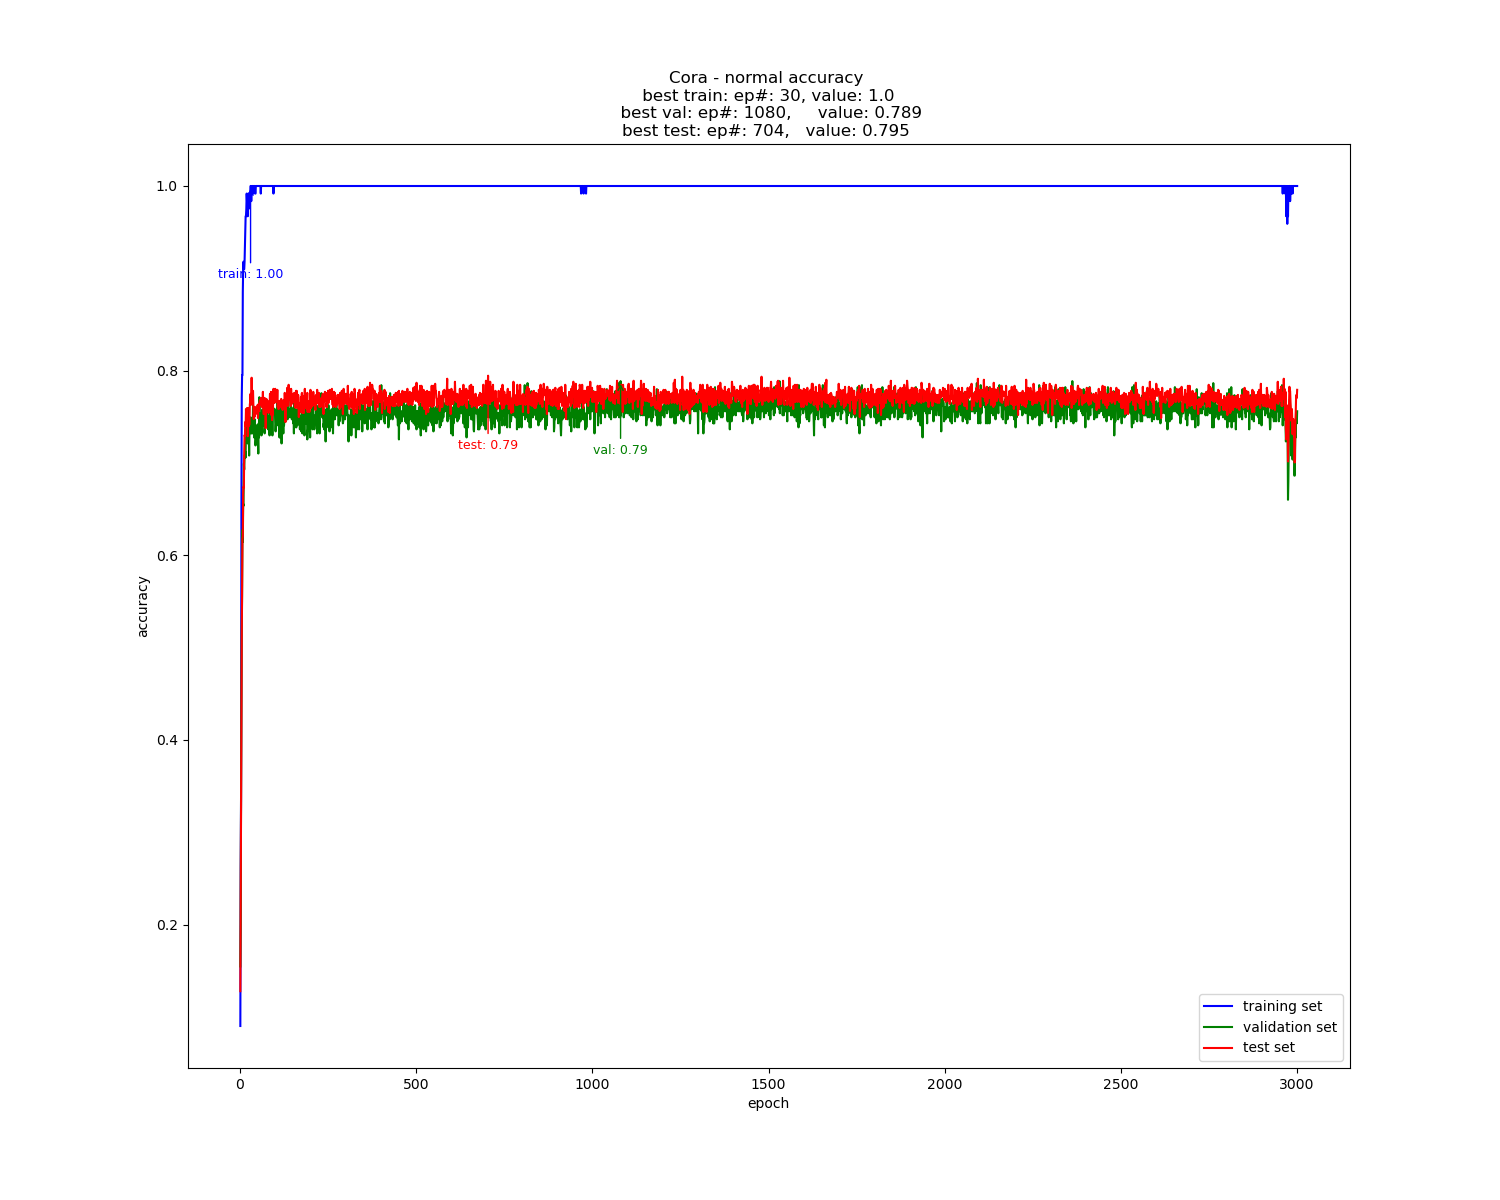 Cora - normal accuracy
best train: ep#: 30, value: 1.0
best val: ep#: 1080, value: 0.789
best test: ep#: 704, value: 0.795
1.0
train: 1.00
0.8
test: 0.79
val: 0.79
0.6
accuracy
0.4
0.2
training set
validation set
test set
0 500 1000 1500 2000 2500 3000
epoch